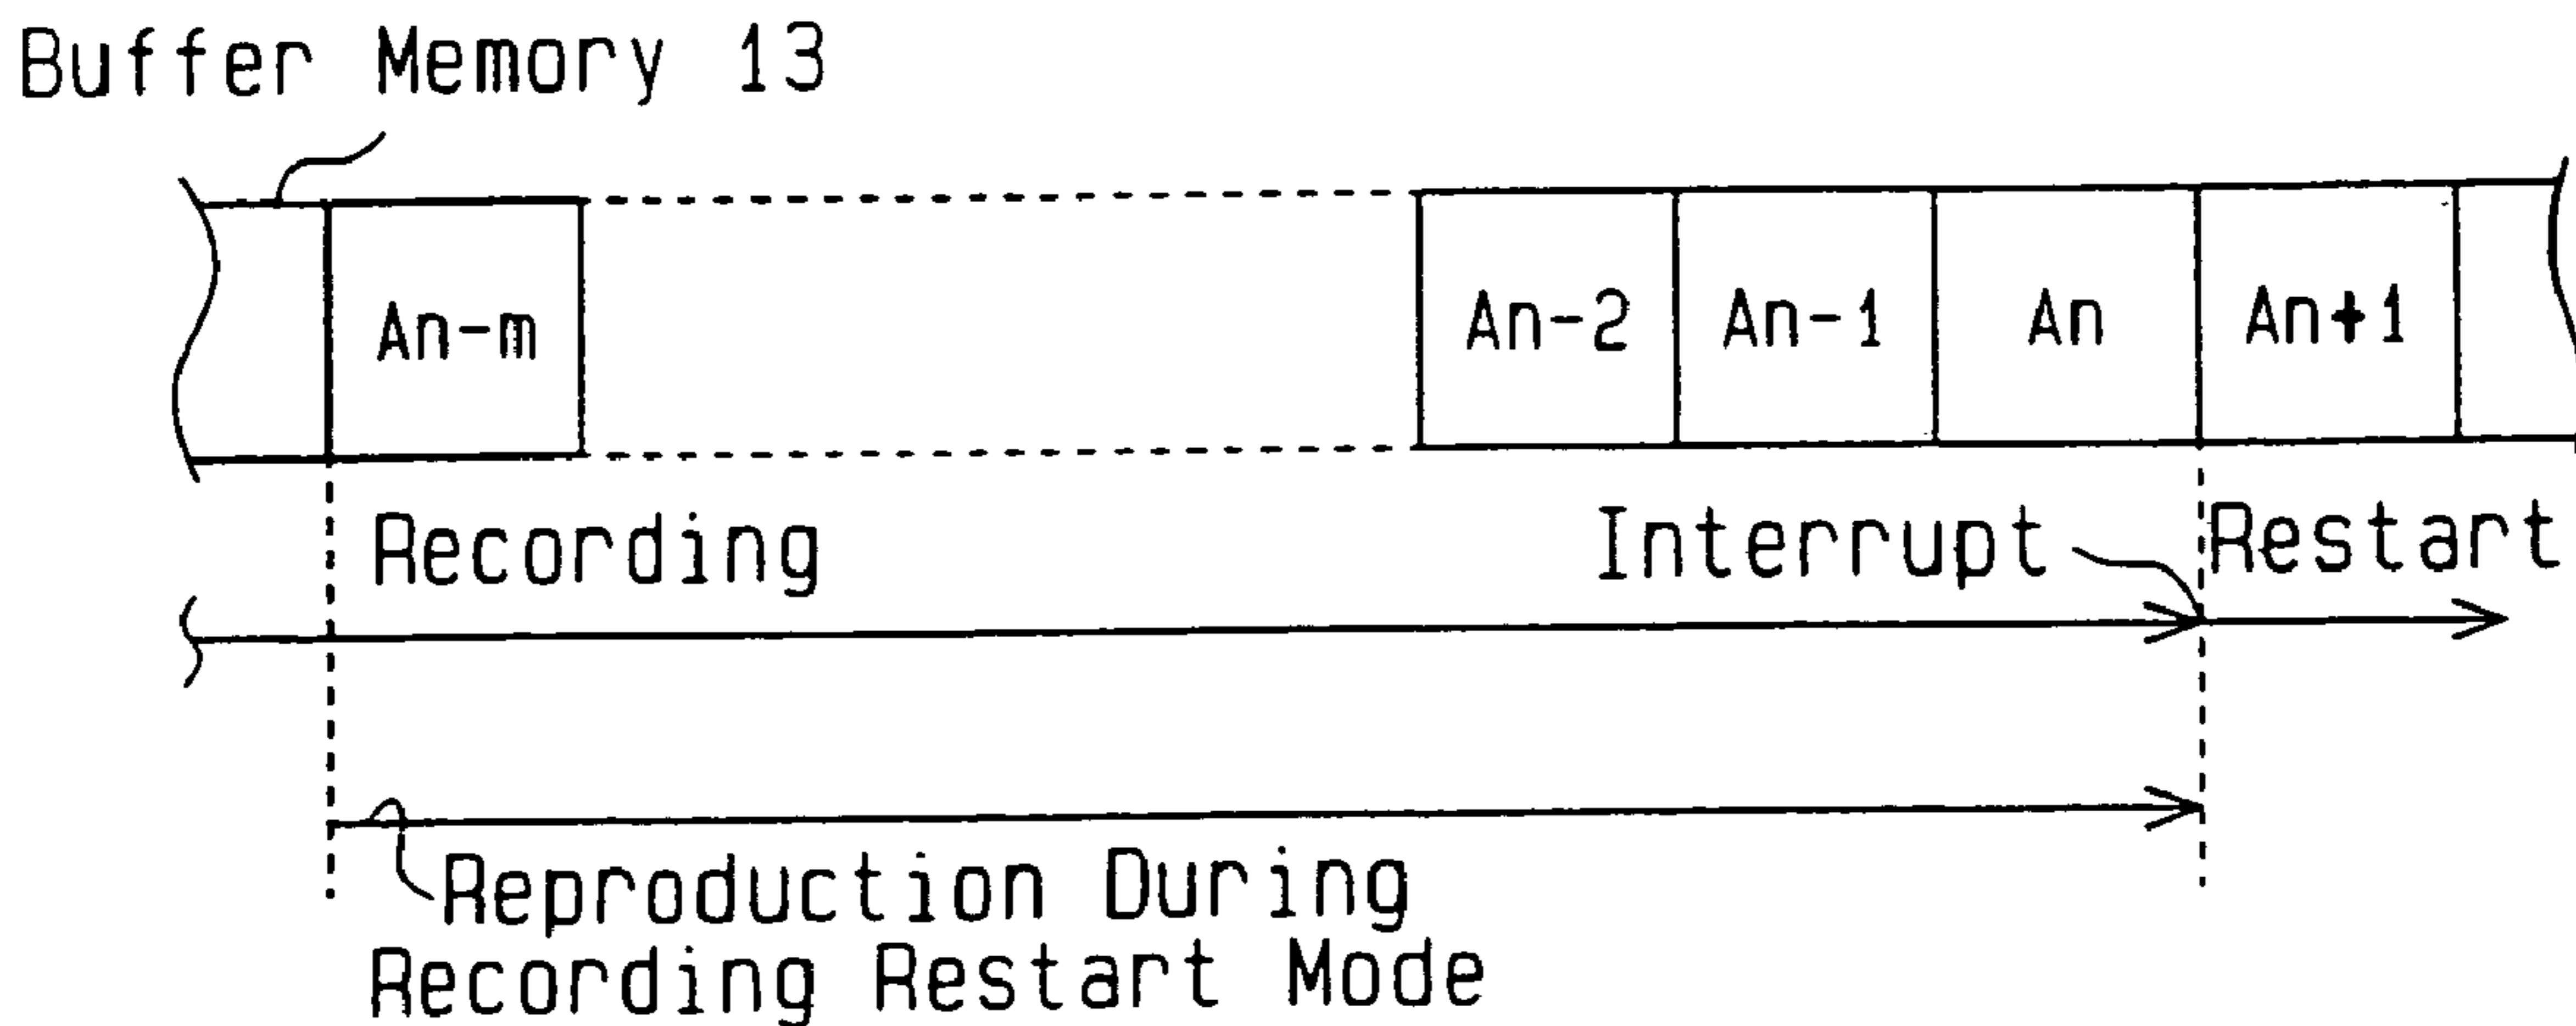 Buffer Memory 13
An-m
An-2 An-1 An An+1
Recording
Interrupt
Restart
Reproduction During
Recording Restart Mode